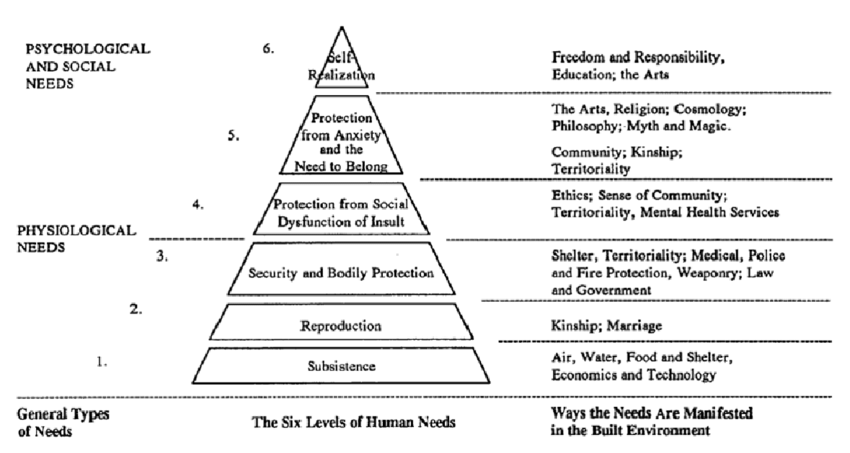 PSYCHOLOGICAL
AND SOCIAL
NEEDS
6.
Self-
Realization
Freedom and Responsibility,
Education; the Arts
5.
Protection
from Anxiety
and the
Need to Belong
The Arts, Religion; Cosmology;
Philosophy; Myth and Magic.
Community; Kinship;
Territoriality
4.
Protection from Social
Dysfunction of Insult
Ethics; Sense of Community;
Territoriality, Mental Health Services
PHYSIOLOGICAL
NEEDS
3.
Security and Bodily Protection
Shelter, Territoriality; Medical, Police
and Fire Protection, Weaponry; Law
and Government
2.
Reproduction
Kinship; Marriage
1.
Subsistence
Air, Water, Food and Shelter,
Economics and Technology
General Types
of Needs
The Six Levels of Human Needs
Ways the Needs Are Manifested
in the Built Environment